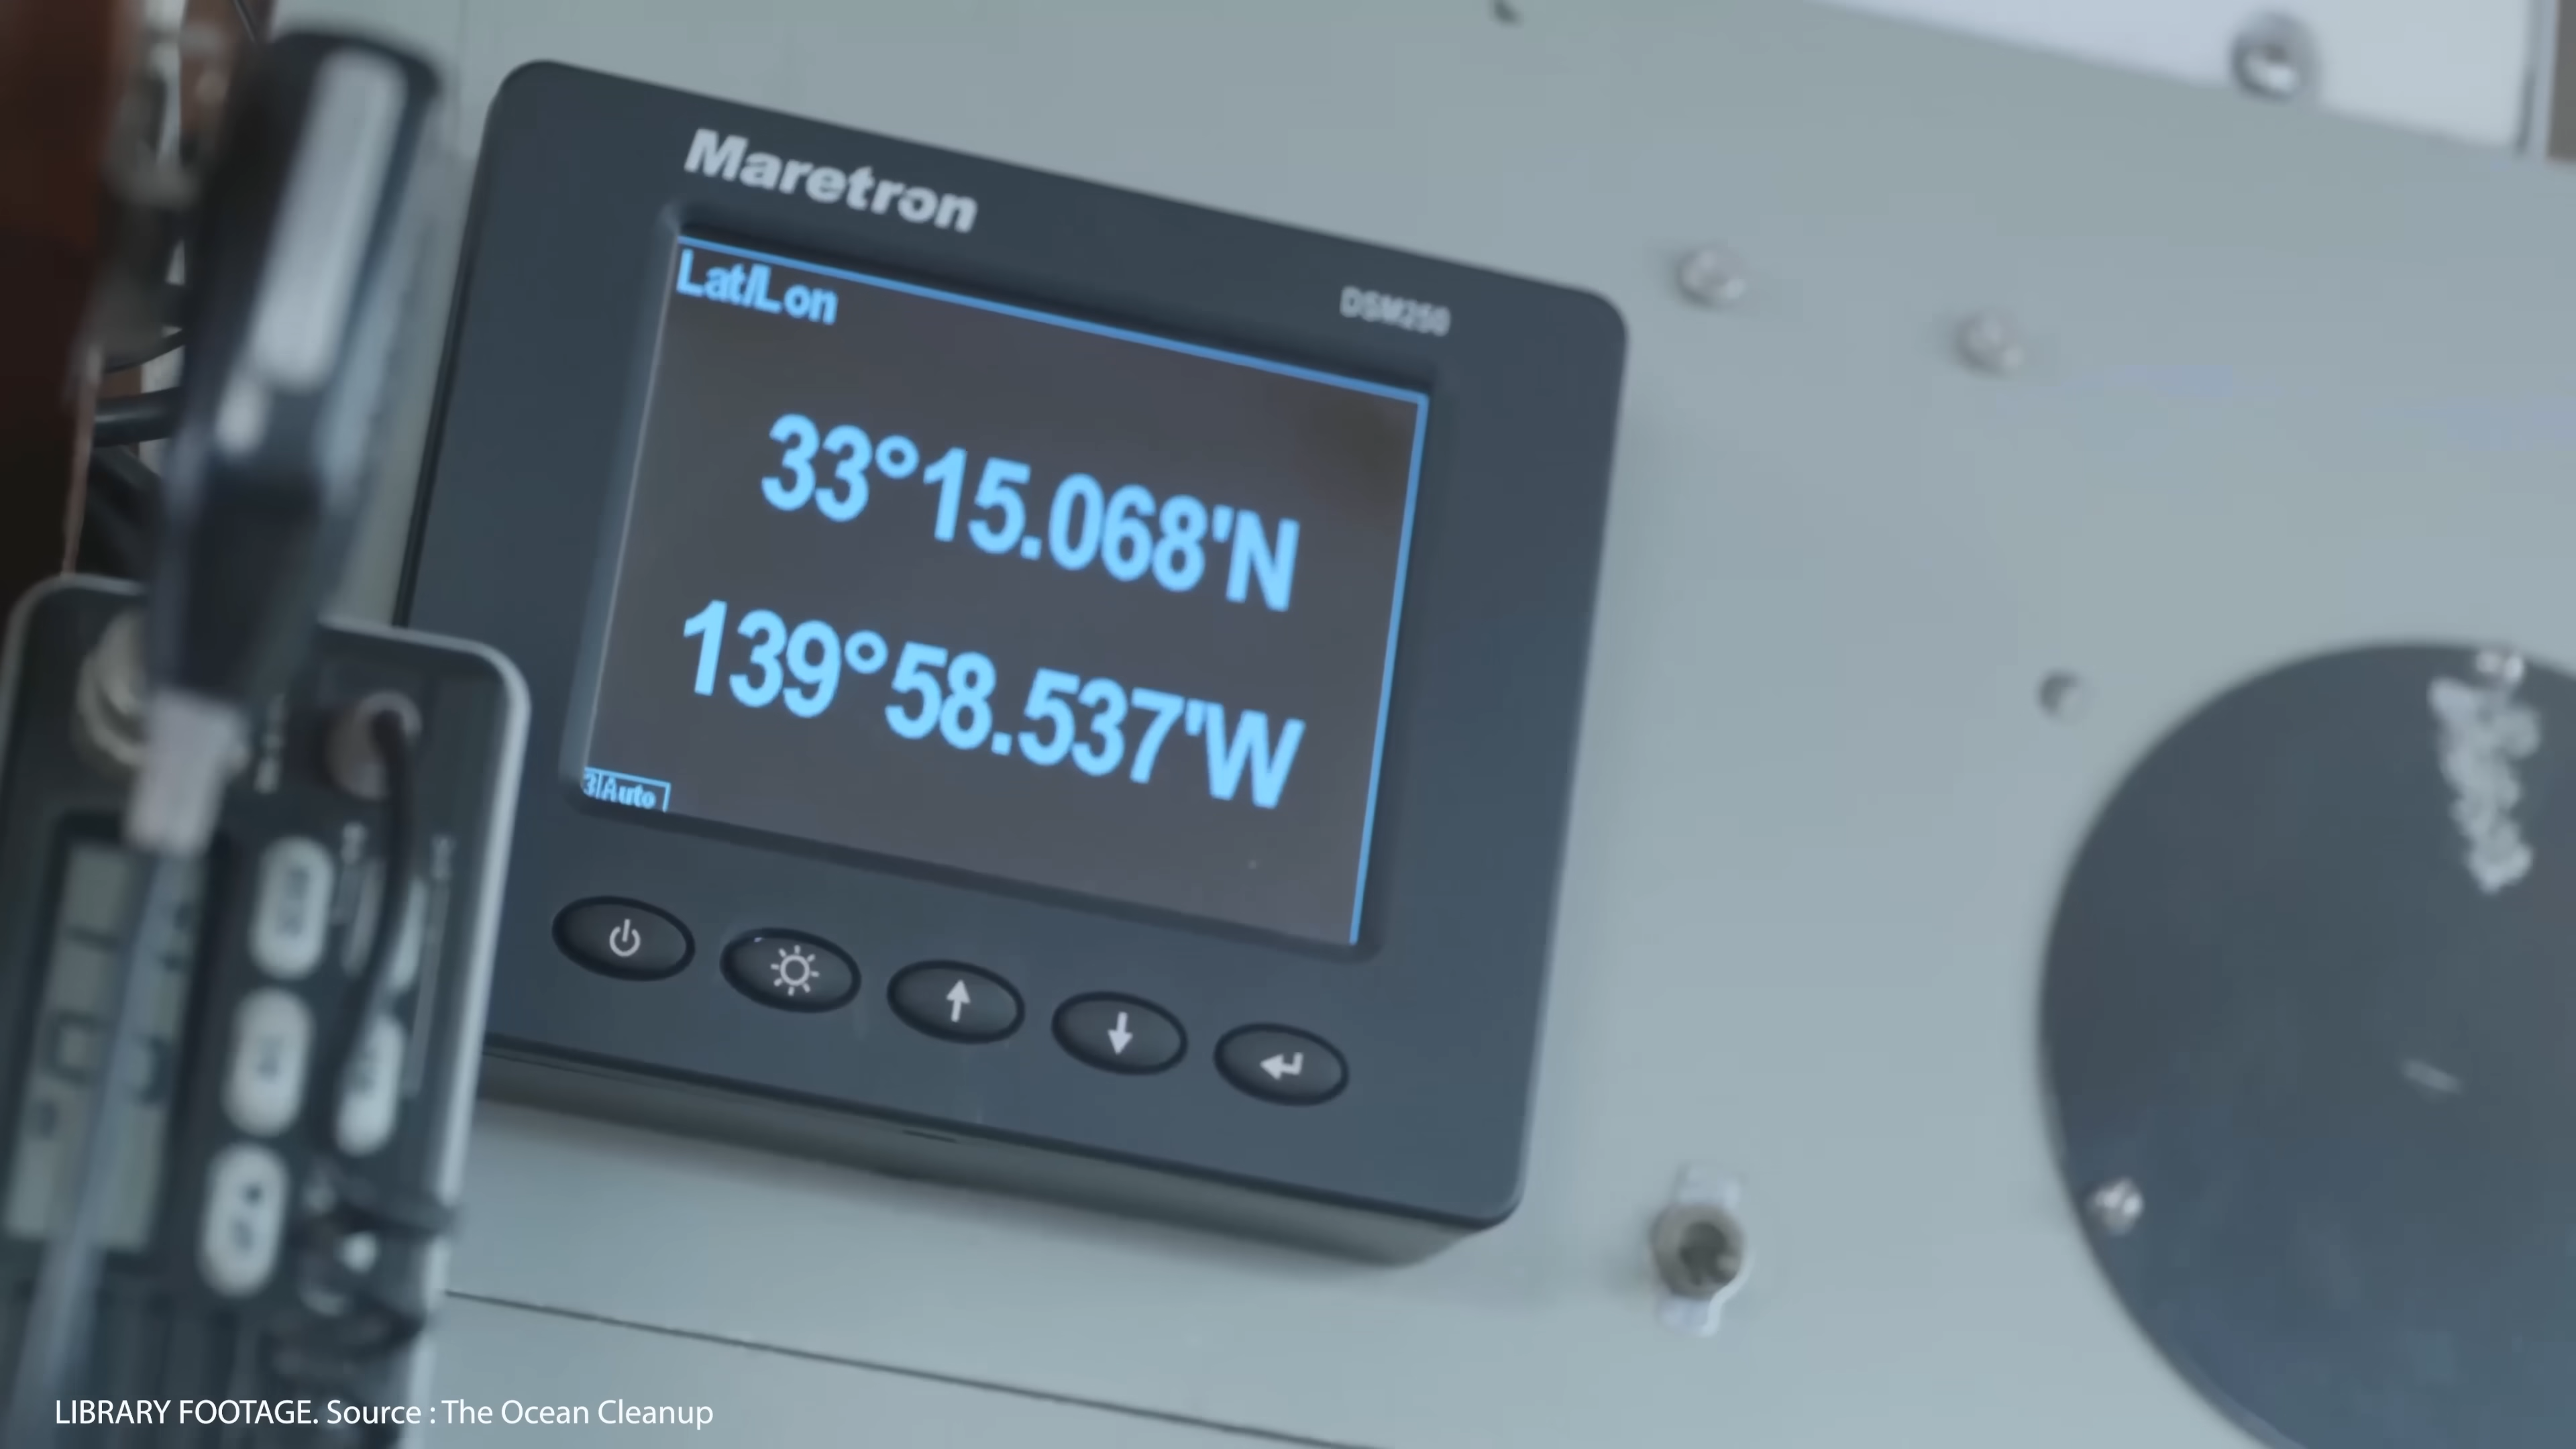 Maretron
DSM250
Lat/Lon
33°15.068'N
139°58.537'W
3|Auto
LIBRARY FOOTAGE. Source : The Ocean Cleanup